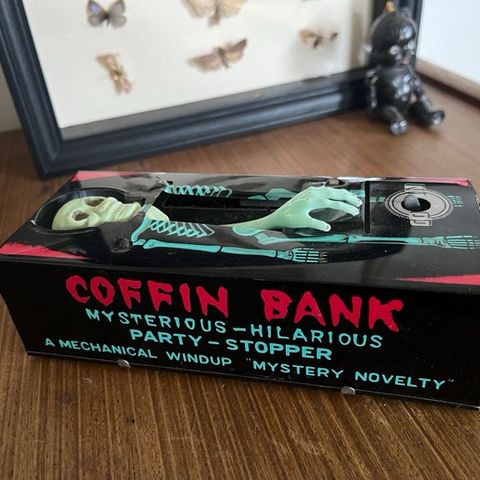 COFFIN BANK
MYSTERIOUS-HILARIOUS
PARTY-STOPPER
A MECHANICAL WINDUP "MYSTERY NOVELTY"